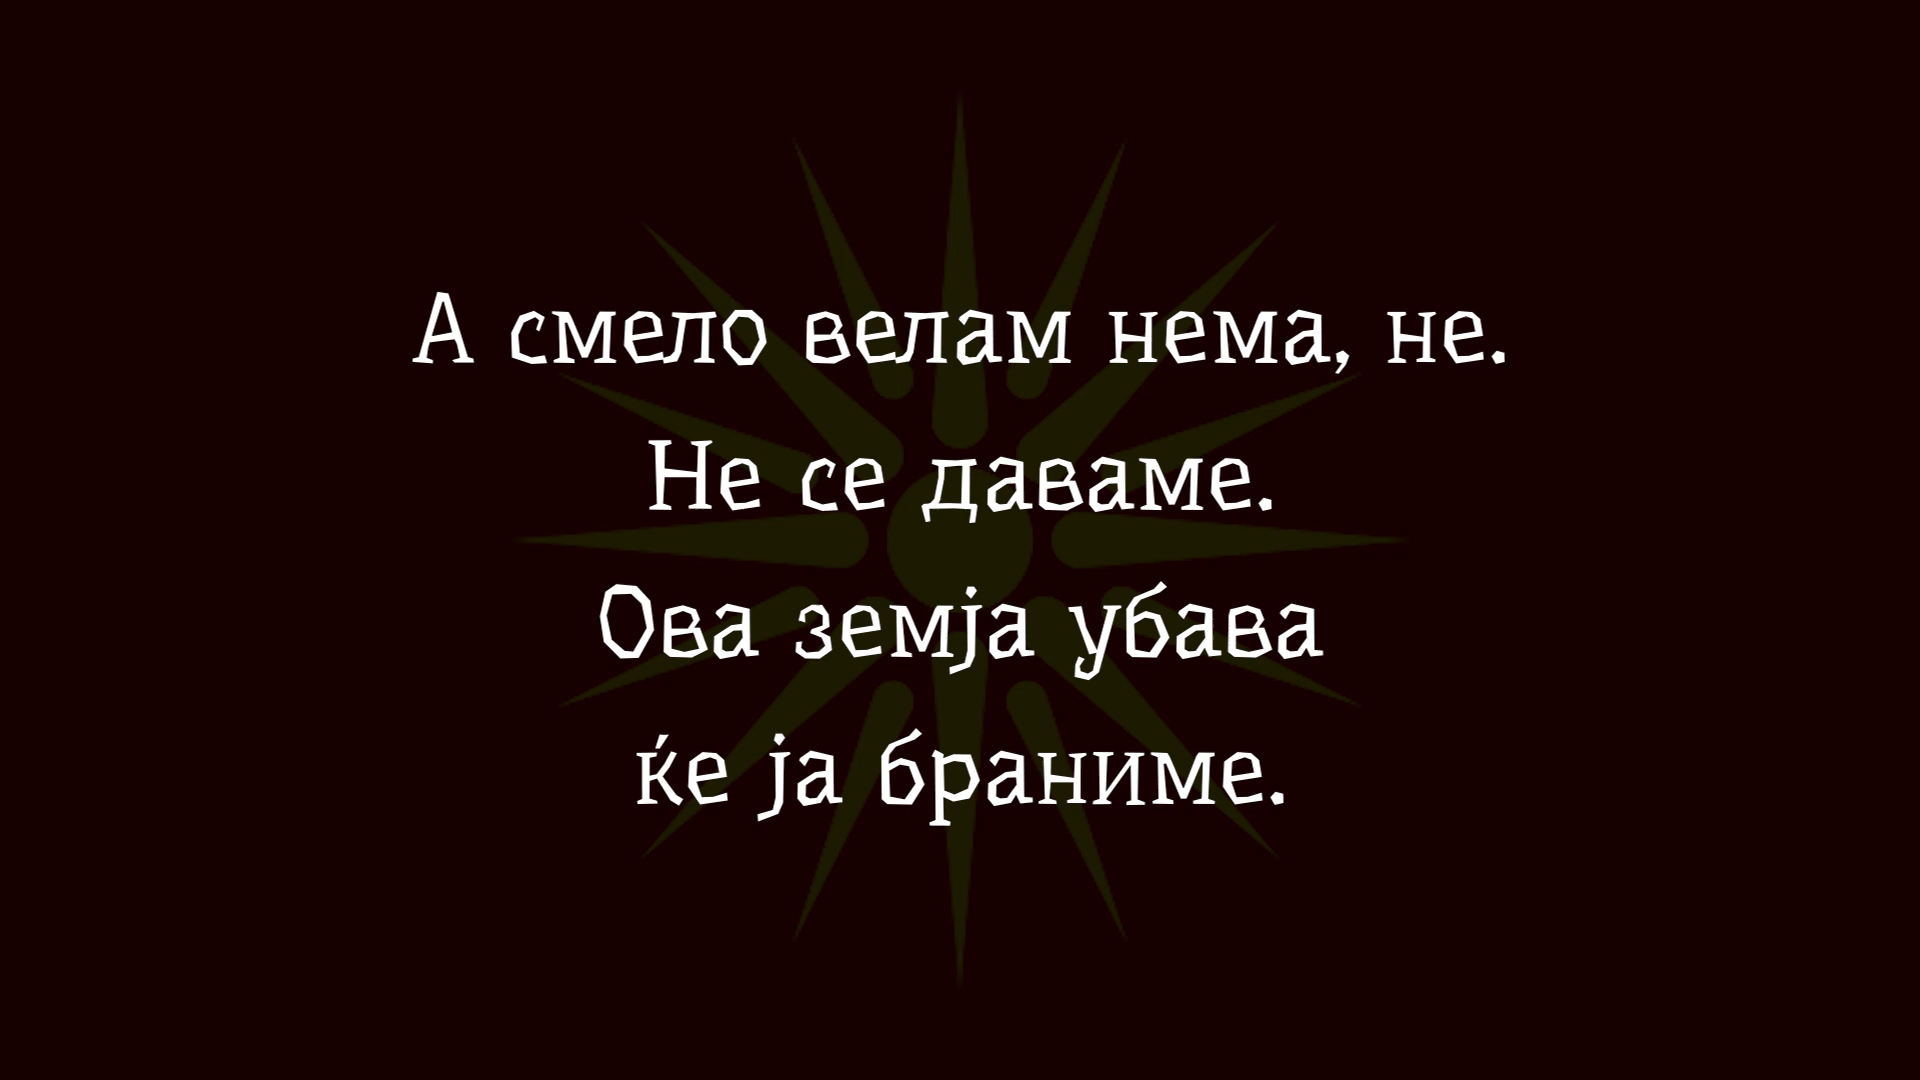 А смело велам нема, не.
Не се даваме.
Ова земја убава
ќе ја браниме.